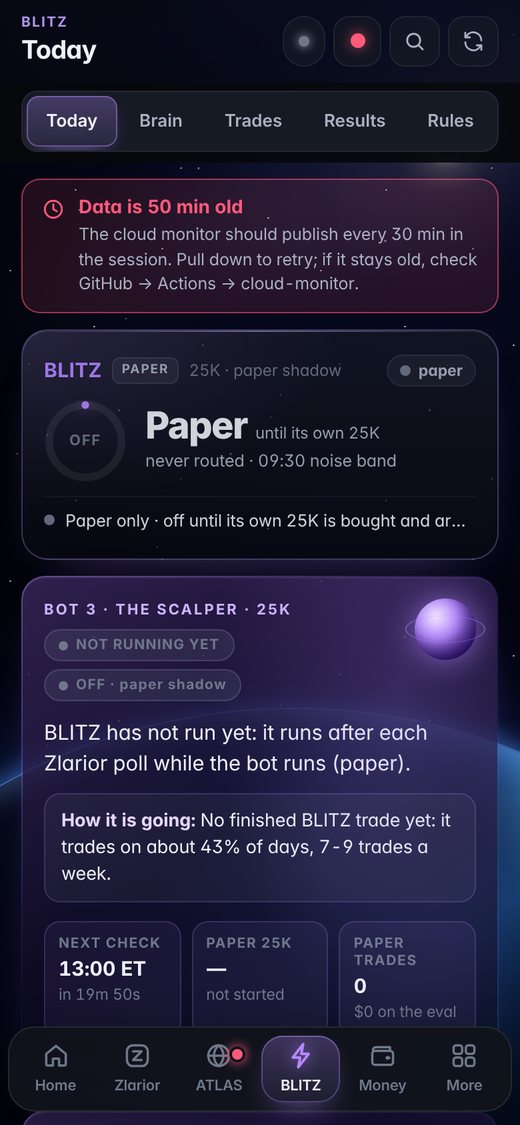 BLITZ
Today
Today Brain Trades Results Rules
Data is 50 min old
The cloud monitor should publish every 30 min in
the session. Pull down to retry; if it stays old, check
GitHub → Actions → cloud-monitor.
BLITZ PAPER 25K · paper shadow paper
OFF
Paper until its own 25K
never routed · 09:30 noise band
Paper only · off until its own 25K is bought and ar...
BOT 3 · THE SCALPER · 25K
NOT RUNNING YET
OFF · paper shadow
BLITZ has not run yet: it runs after each
Zlarior poll while the bot runs (paper).
How it is going: No finished BLITZ trade yet: it
trades on about 43% of days, 7-9 trades a
week.
NEXT CHECK
13:00 ET
in 19m 50s
PAPER 25K
—
not started
PAPER
TRADES
0
$0 on the eval
Home Zlarior ATLAS BLITZ Money More